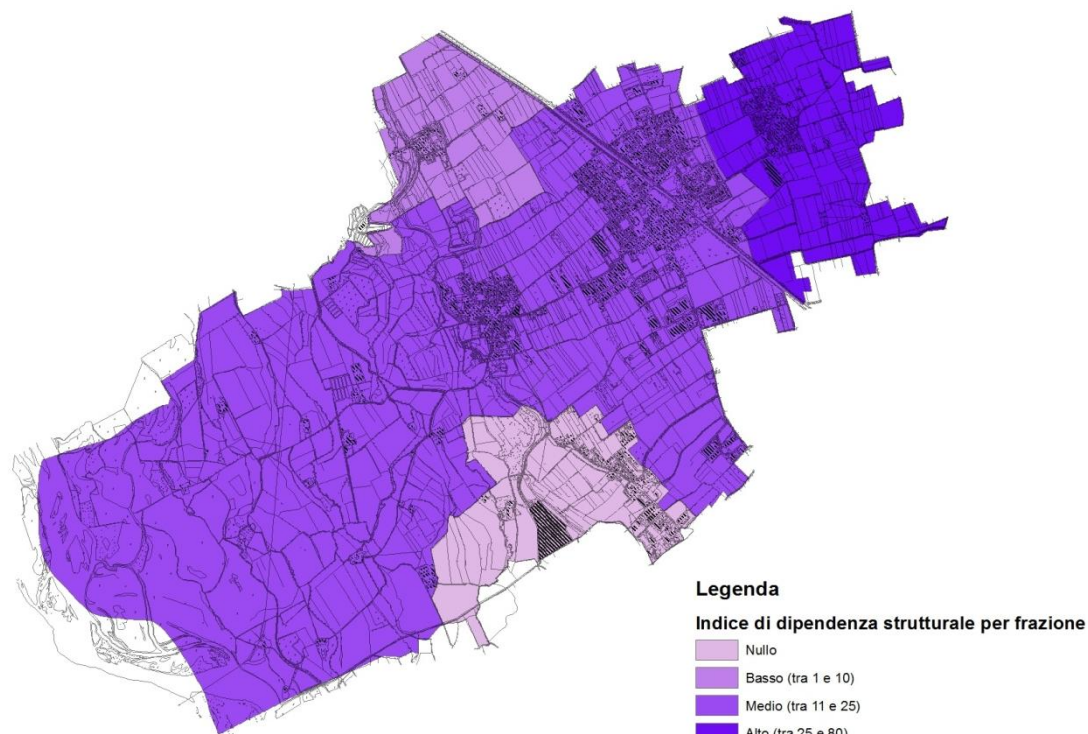 Legenda
Indice di dipendenza strutturale per frazione
Nullo
Basso (tra 1 e 10)
Medio (tra 11 e 25)
Alto (tra 25 e 80)